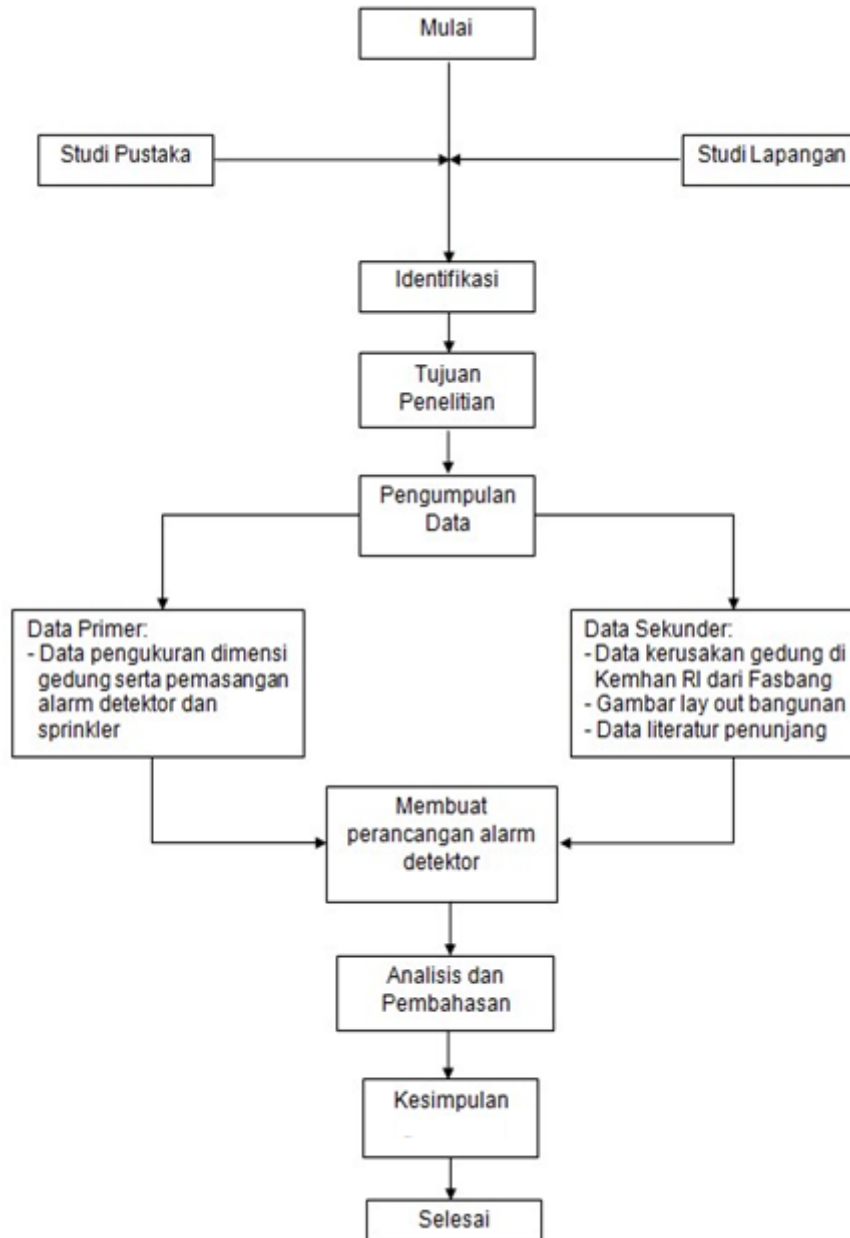 Mulai
Studi Pustaka
Studi Lapangan
Identifikasi
Tujuan
Penelitian
Pengumpulan
Data
Data Primer:
- Data pengukuran dimensi
gedung serta pemasangan
alarm detektor dan
sprinkler
Data Sekunder:
- Data kerusakan gedung di
Kemhan RI dari Fasbang
- Gambar lay out bangunan
- Data literatur penunjang
Membuat
perancangan alarm
detektor
Analisis dan
Pembahasan
Kesimpulan
Selesai